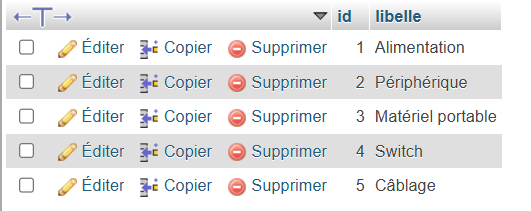 id libelle
Éditer Copier Supprimer 1 Alimentation
Éditer Copier Supprimer 2 Périphérique
Éditer Copier Supprimer 3 Matériel portable
Éditer Copier Supprimer 4 Switch
Éditer Copier Supprimer 5 Câblage